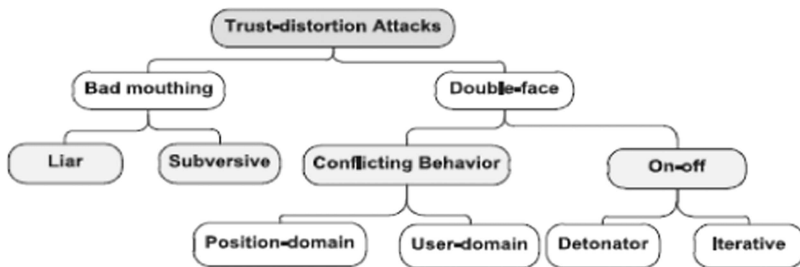 Trust-distortion Attacks
Bad mouthing
Double-face
Liar
Subversive
Conflicting Behavior
On-off
Position-domain
User-domain
Detonator
Iterative